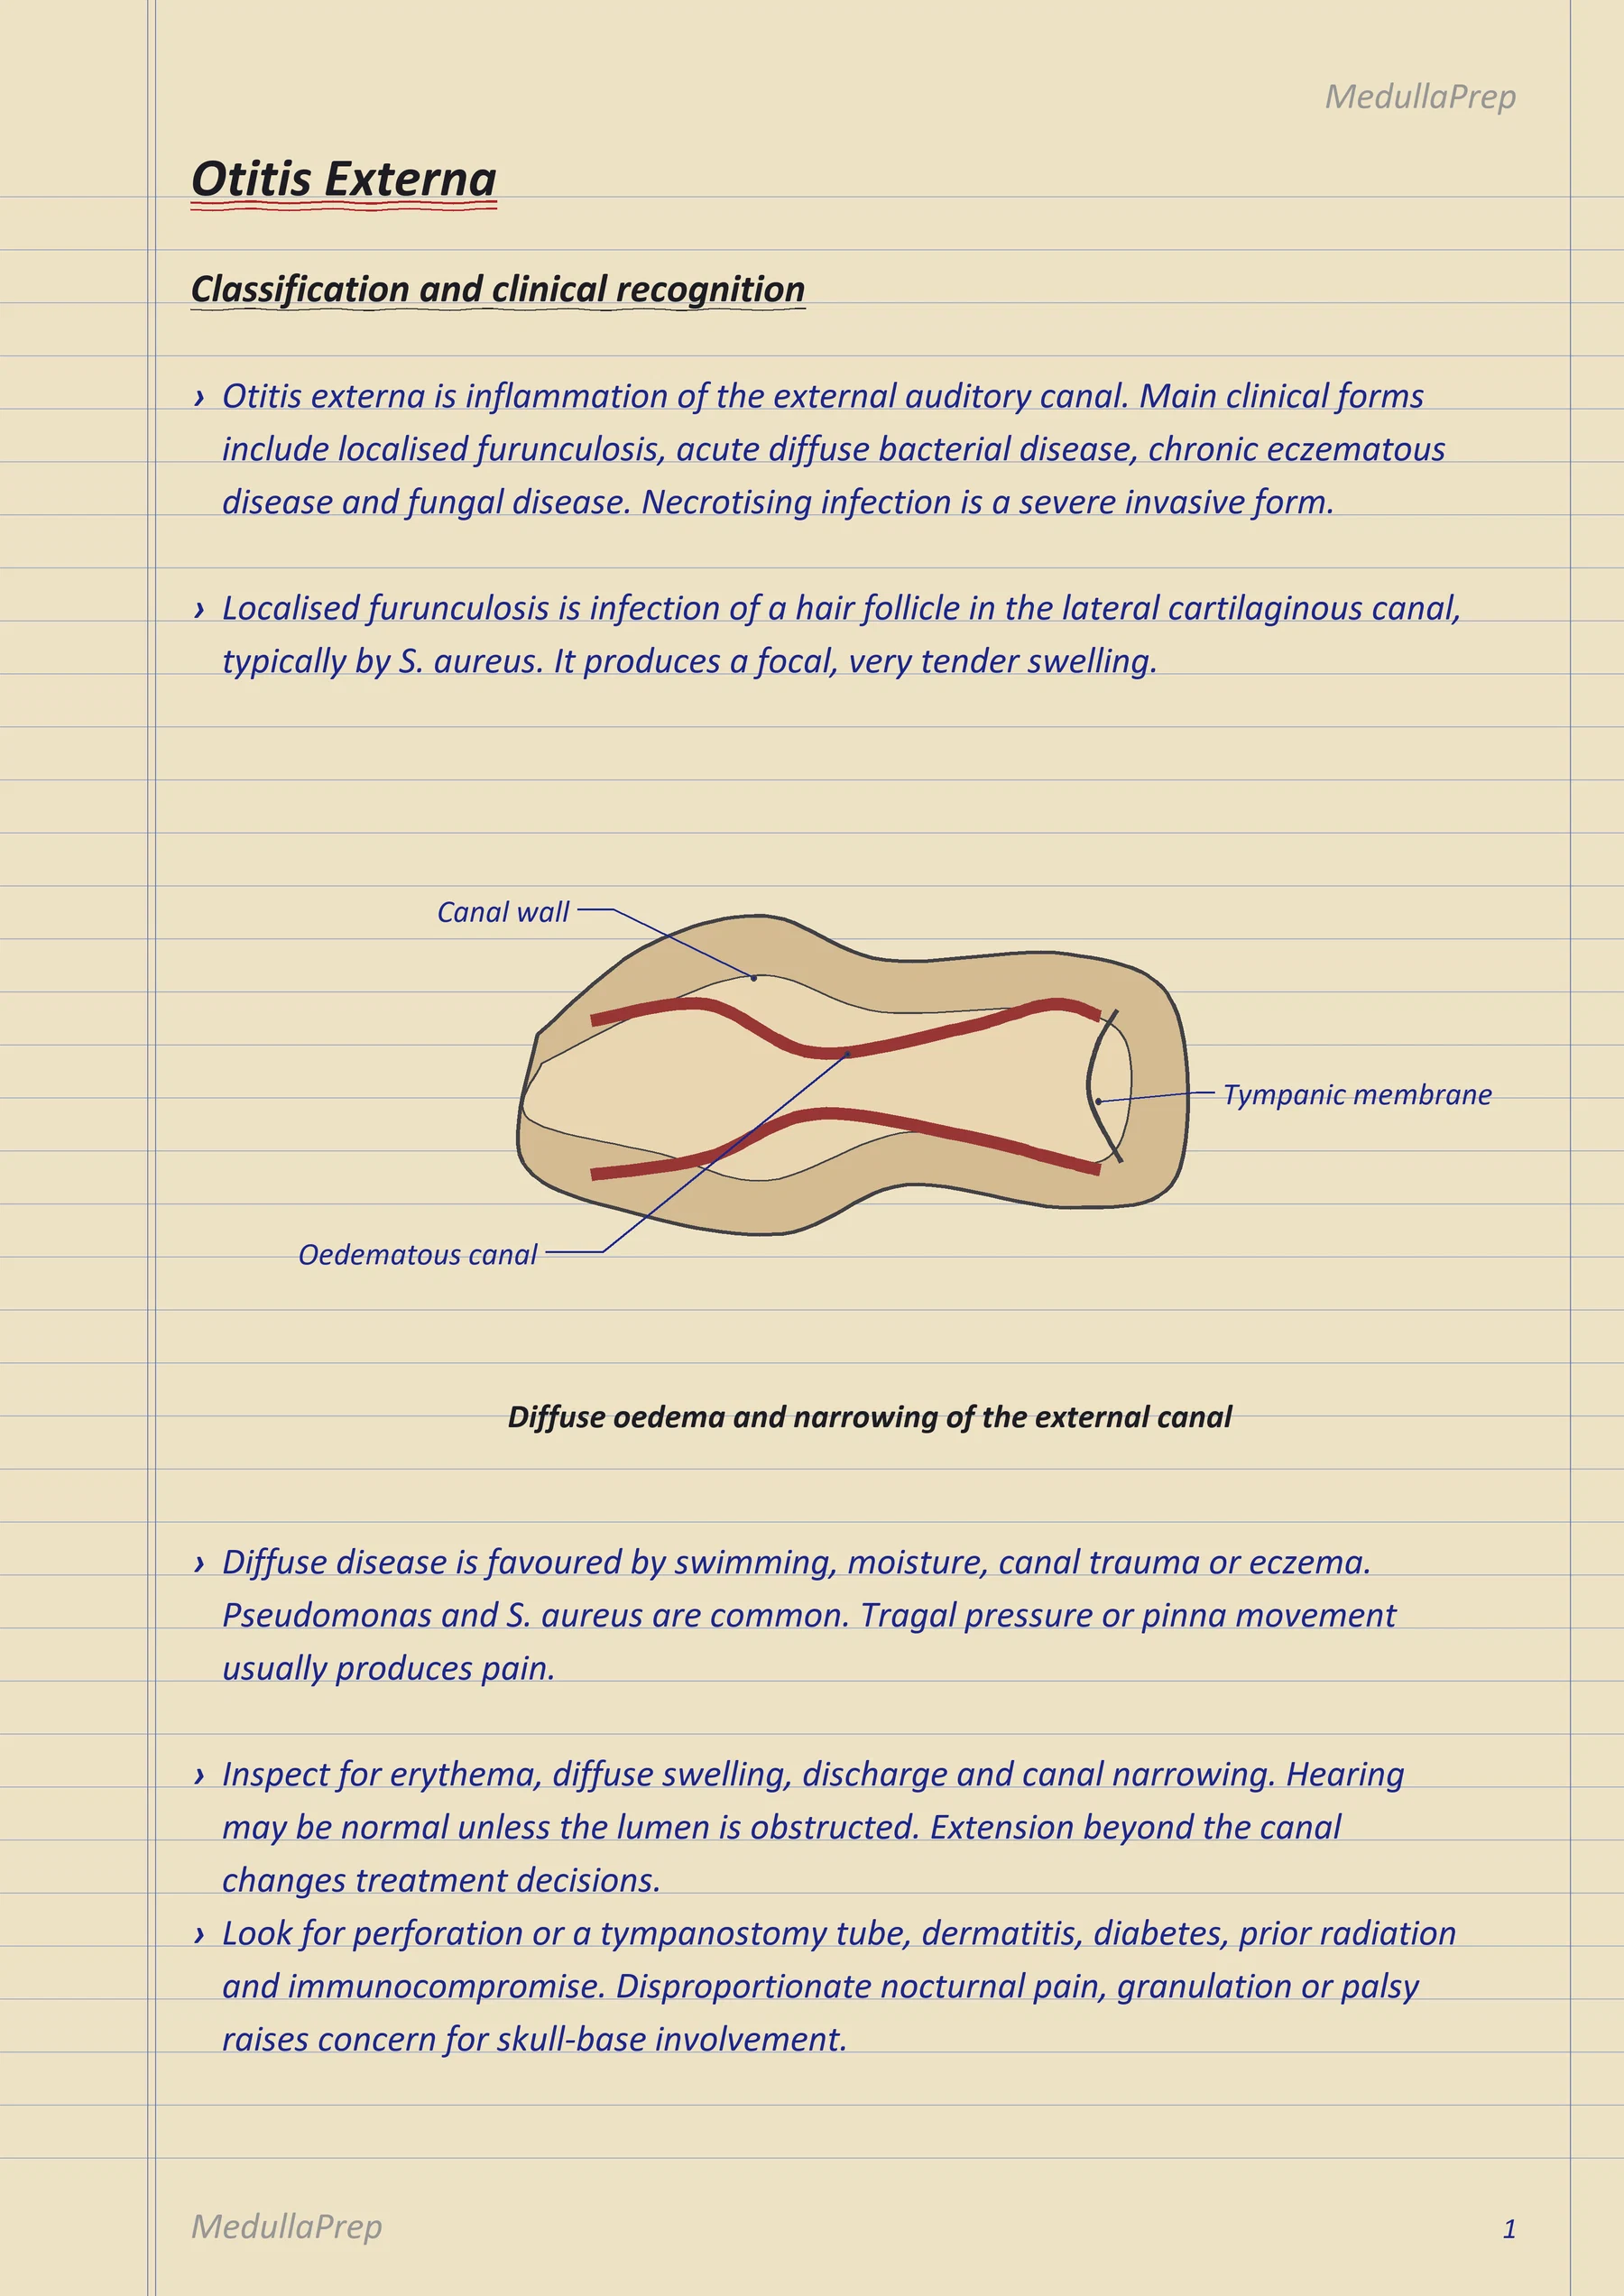 MedullaPrep
Otitis Externa
Classification and clinical recognition
› Otitis externa is inflammation of the external auditory canal. Main clinical forms
include localised furunculosis, acute diffuse bacterial disease, chronic eczematous
disease and fungal disease. Necrotising infection is a severe invasive form.
› Localised furunculosis is infection of a hair follicle in the lateral cartilaginous canal,
typically by S. aureus. It produces a focal, very tender swelling.
Canal wall
Tympanic membrane
Oedematous canal
Diffuse oedema and narrowing of the external canal
› Diffuse disease is favoured by swimming, moisture, canal trauma or eczema.
Pseudomonas and S. aureus are common. Tragal pressure or pinna movement
usually produces pain.
› Inspect for erythema, diffuse swelling, discharge and canal narrowing. Hearing
may be normal unless the lumen is obstructed. Extension beyond the canal
changes treatment decisions.
› Look for perforation or a tympanostomy tube, dermatitis, diabetes, prior radiation
and immunocompromise. Disproportionate nocturnal pain, granulation or palsy
raises concern for skull-base involvement.
MedullaPrep
1